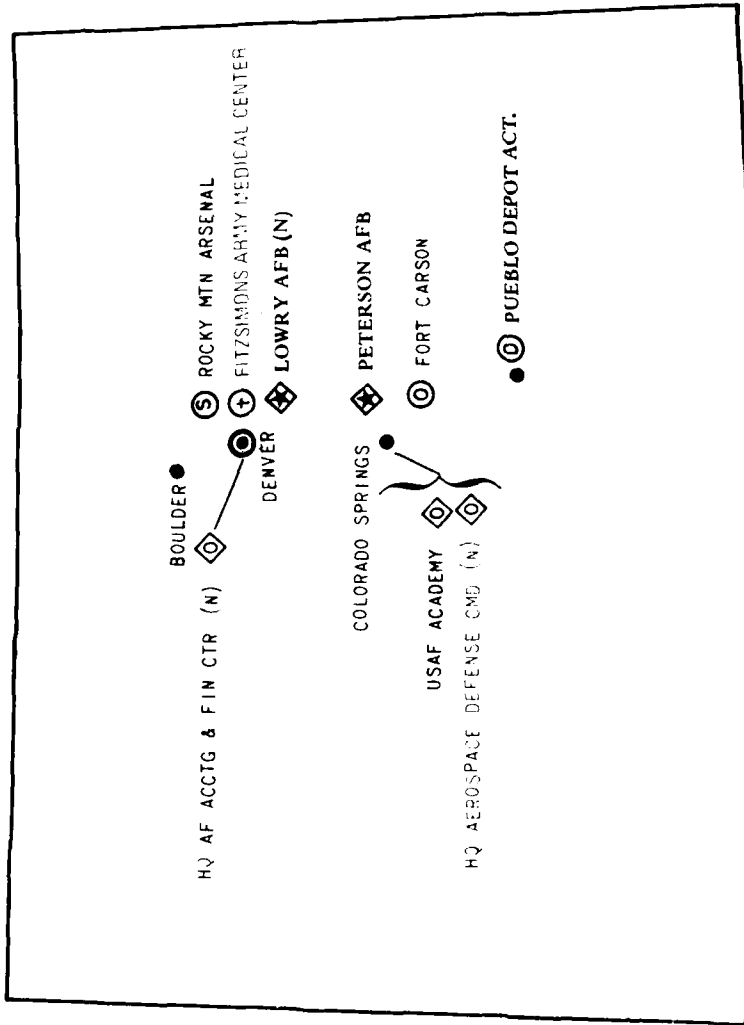 BOULDER
HQ AF ACCTG & FIN CTR (N)
S ROCKY MTN ARSENAL
FITZSIMONS ARMY MEDICAL CENTER
DENVER
LOWRY AFB (N)
COLORADO SPRINGS
PETERSON AFB
O FORT CARSON
O USAF ACADEMY
O HQ AEROSPACE DEFENSE CMD (N)
O PUEBLO DEPOT ACT.